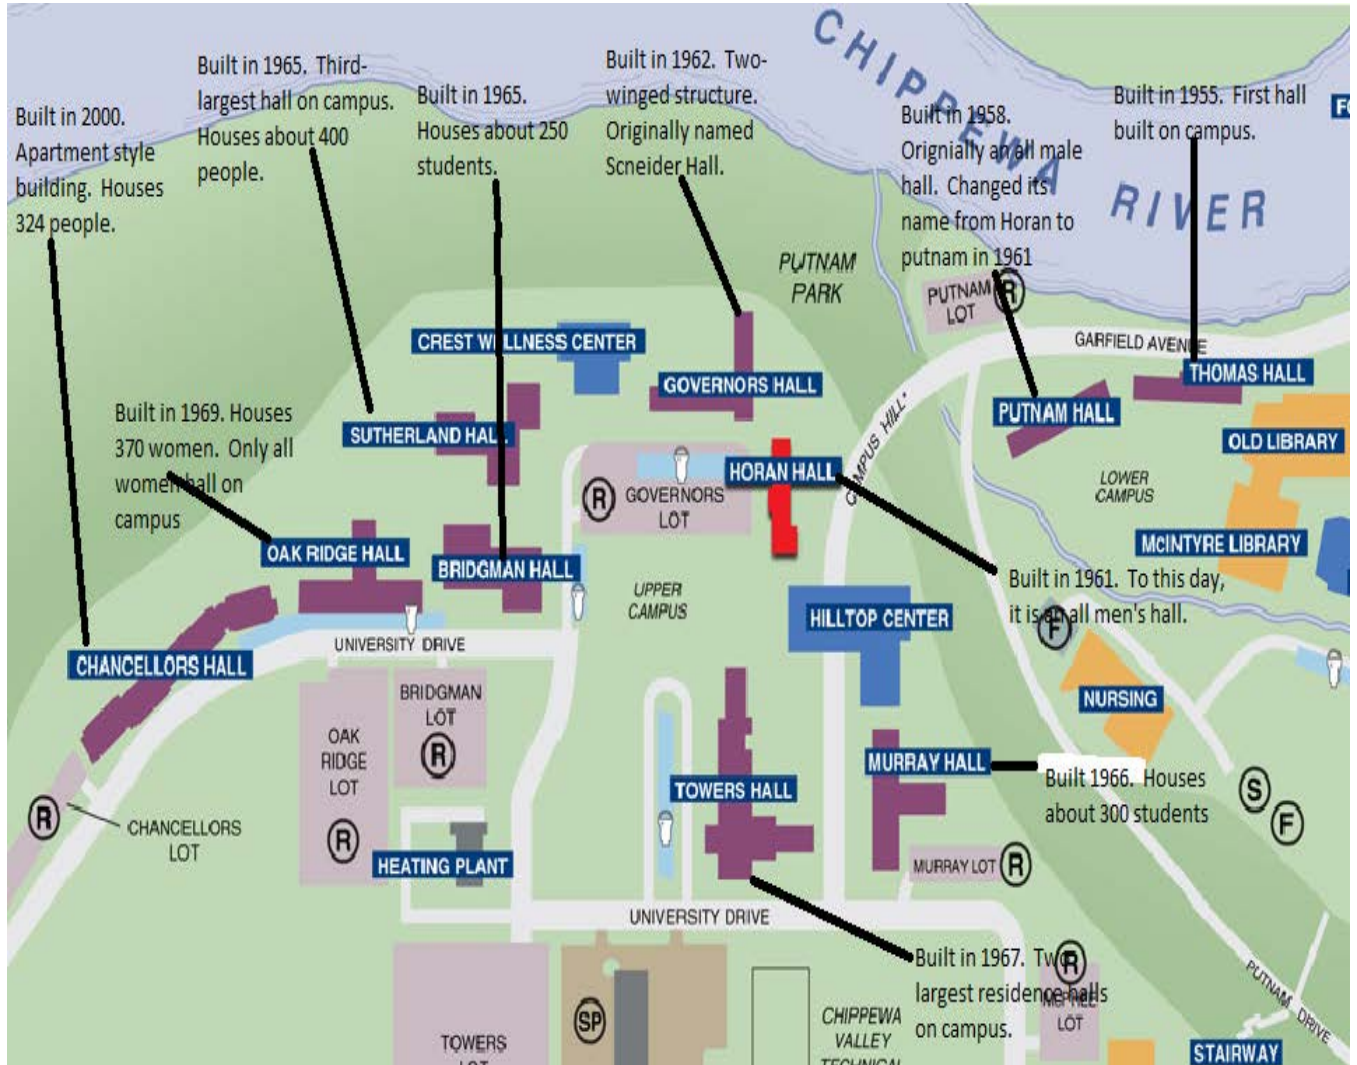 CHIPPEWA RIVER
Built in 2000.
Apartment style
building. Houses
324 people.
Built in 1965. Third-
largest hall on campus.
Houses about 400
people.
Built in 1965.
Houses about 250
students.
Built in 1962. Two-
winged structure.
Originally named
Scneider Hall.
Built in 1958.
Orignially an all male
hall. Changed its
name from Horan to
putnam in 1961
Built in 1955. First hall
built on campus.
PUTNAM
PARK
PUTNAM
LOT
R
GARFIELD AVENUE
CREST WELLNESS CENTER
GOVERNORS HALL
THOMAS HALL
PUTNAM HALL
OLD LIBRARY
Built in 1969. Houses
370 women. Only all
women hall on
campus
SUTHERLAND HALL
HORAN HALL
CAMPUS HILL*
LOWER
CAMPUS
R
GOVERNORS
LOT
OAK RIDGE HALL
BRIDGMAN HALL
McINTYRE LIBRARY
UPPER
CAMPUS
Built in 1961. To this day,
it is an all men's hall.
F
HILLTOP CENTER
UNIVERSITY DRIVE
CHANCELLORS HALL
BRIDGMAN
LOT
R
NURSING
OAK
RIDGE
LOT
R
MURRAY HALL
Built 1966. Houses
about 300 students
TOWERS HALL
S
F
R
CHANCELLORS
LOT
HEATING PLANT
MURRAY LOT
R
UNIVERSITY DRIVE
Built in 1967. Two
largest residence halls
on campus.
R
McPHEE
LOT
PUTNAM DRIVE
SP
CHIPPEWA
VALLEY
TECHNICAL
TOWERS
LOT
STAIRWAY